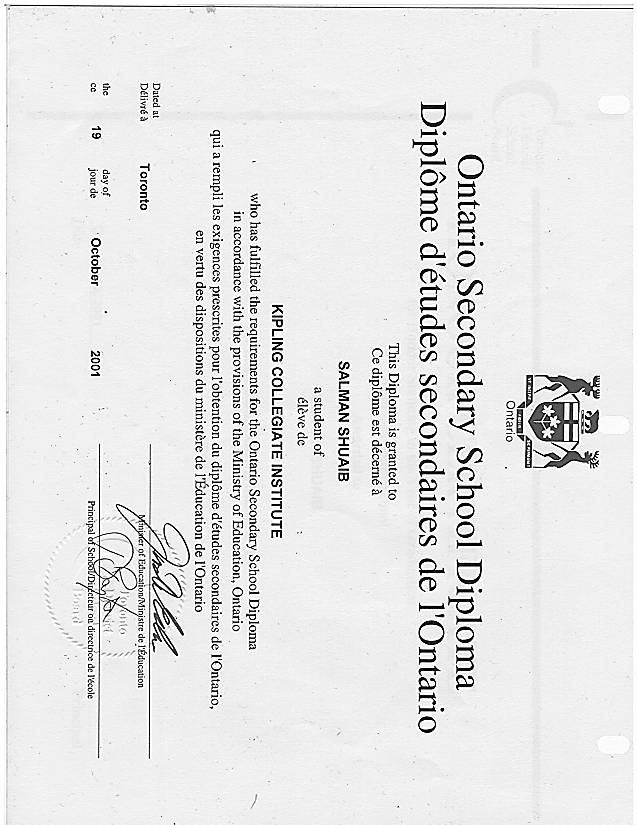 Ontario
Ontario Secondary School Diploma
Diplôme d'études secondaires de l'Ontario
This Diploma is granted to
Ce diplôme est décerné à
SALMAN SHUAIB
a student of
élève de
KIPLING COLLEGIATE INSTITUTE
who has fulfilled the requirements for the Ontario Secondary School Diploma
in accordance with the provisions of the Ministry of Education, Ontario
qui a rempli les exigences prescrites pour l'obtention du diplôme d'études secondaires de l'Ontario,
en vertu des dispositions du ministère de l'Éducation de l'Ontario
Dated at
Délivré à Toronto
Minister of Education/Ministre de l'Éducation
Toronto
District
Board
the
ce 19 day of
jour de October 2001
Principal of School/Directeur ou directrice de l'école